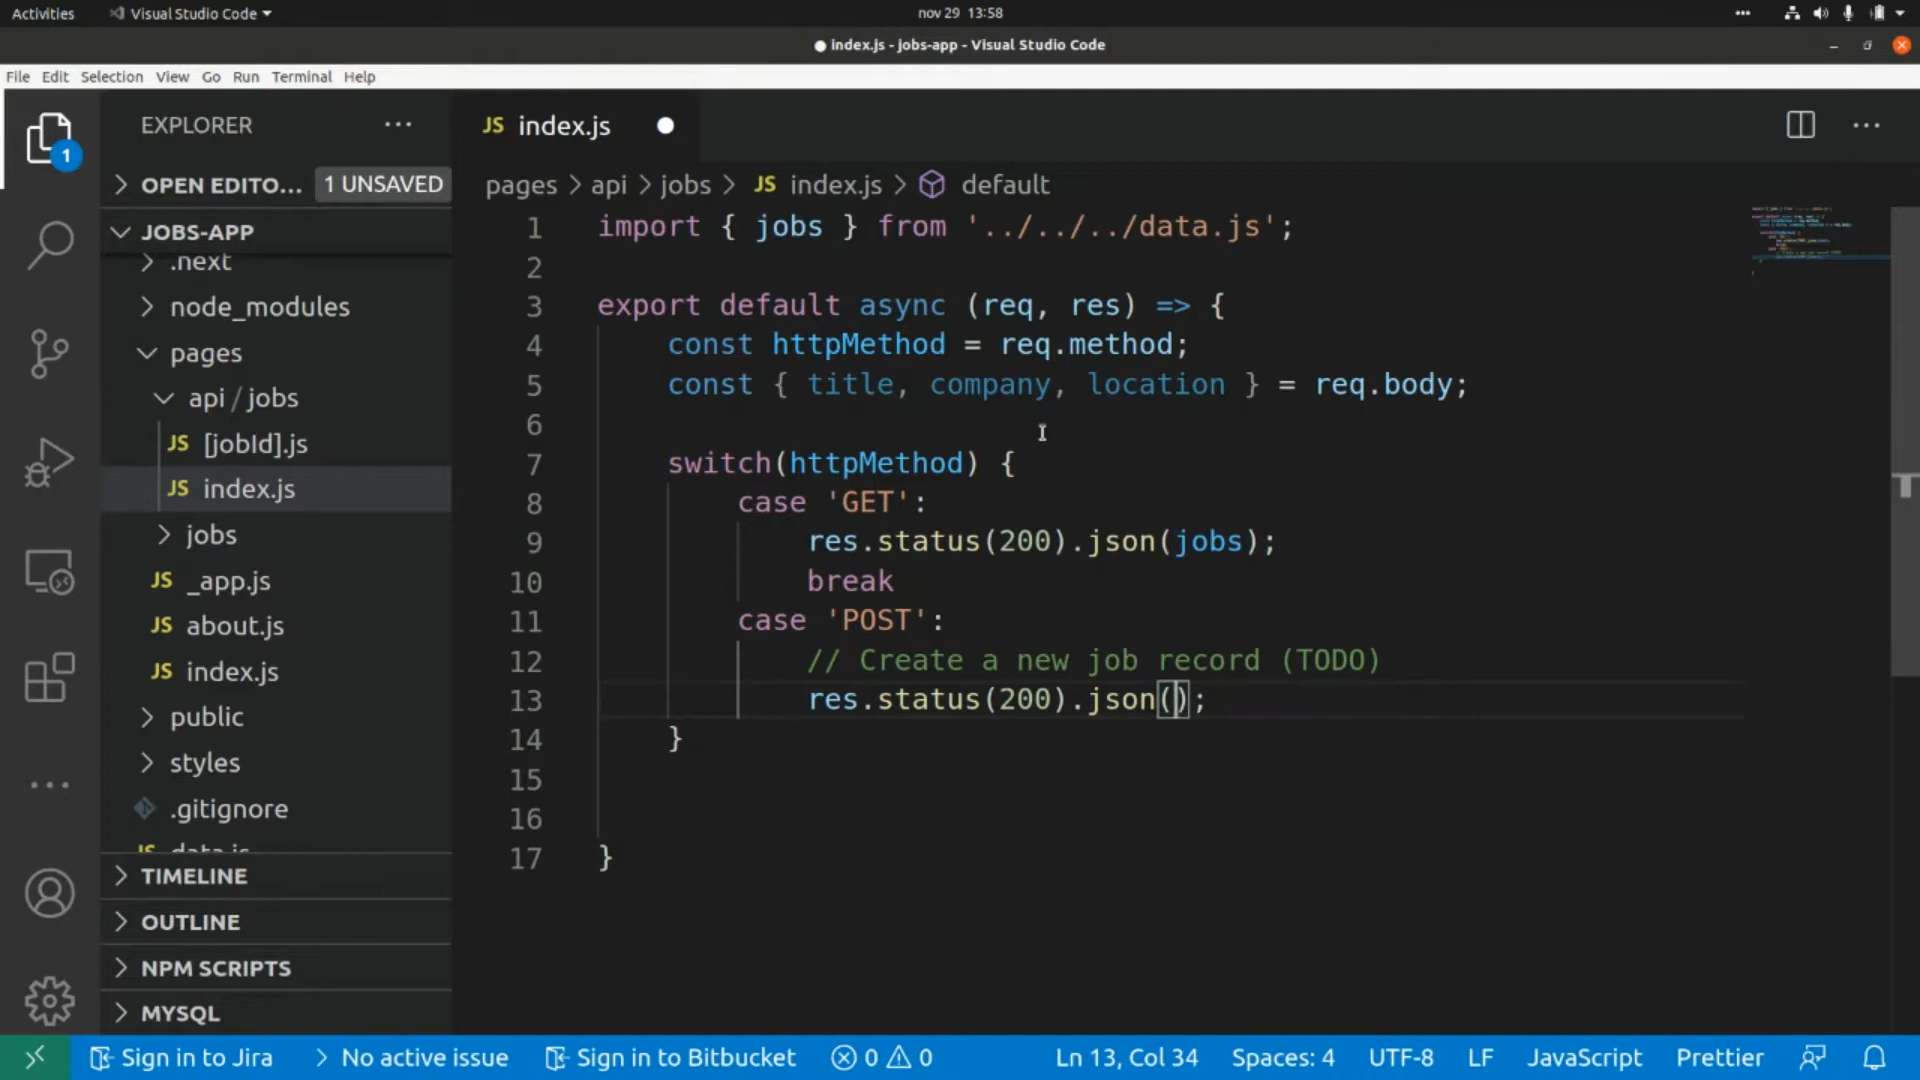 Activities
Visual Studio Code
nov 29 13:58
index.js - jobs-app - Visual Studio Code
File Edit Selection View Go Run Terminal Help
EXPLORER
1
OPEN EDITO... 1 UNSAVED
JOBS-APP
.next
node_modules
pages
api / jobs
JS [jobId].js
JS index.js
jobs
JS _app.js
JS about.js
JS index.js
public
styles
.gitignore
JS data.js
TIMELINE
OUTLINE
NPM SCRIPTS
MYSQL
JS index.js
pages > api > jobs > JS index.js > default
1 import { jobs } from '../../../data.js';
2
3 export default async (req, res) => {
4 const httpMethod = req.method;
5 const { title, company, location } = req.body;
6
7 switch(httpMethod) {
8 case 'GET':
9 res.status(200).json(jobs);
10 break
11 case 'POST':
12 // Create a new job record (TODO)
13 res.status(200).json();
14 }
15
16
17 }
Sign in to Jira No active issue Sign in to Bitbucket 0 0 Ln 13, Col 34 Spaces: 4 UTF-8 LF JavaScript Prettier